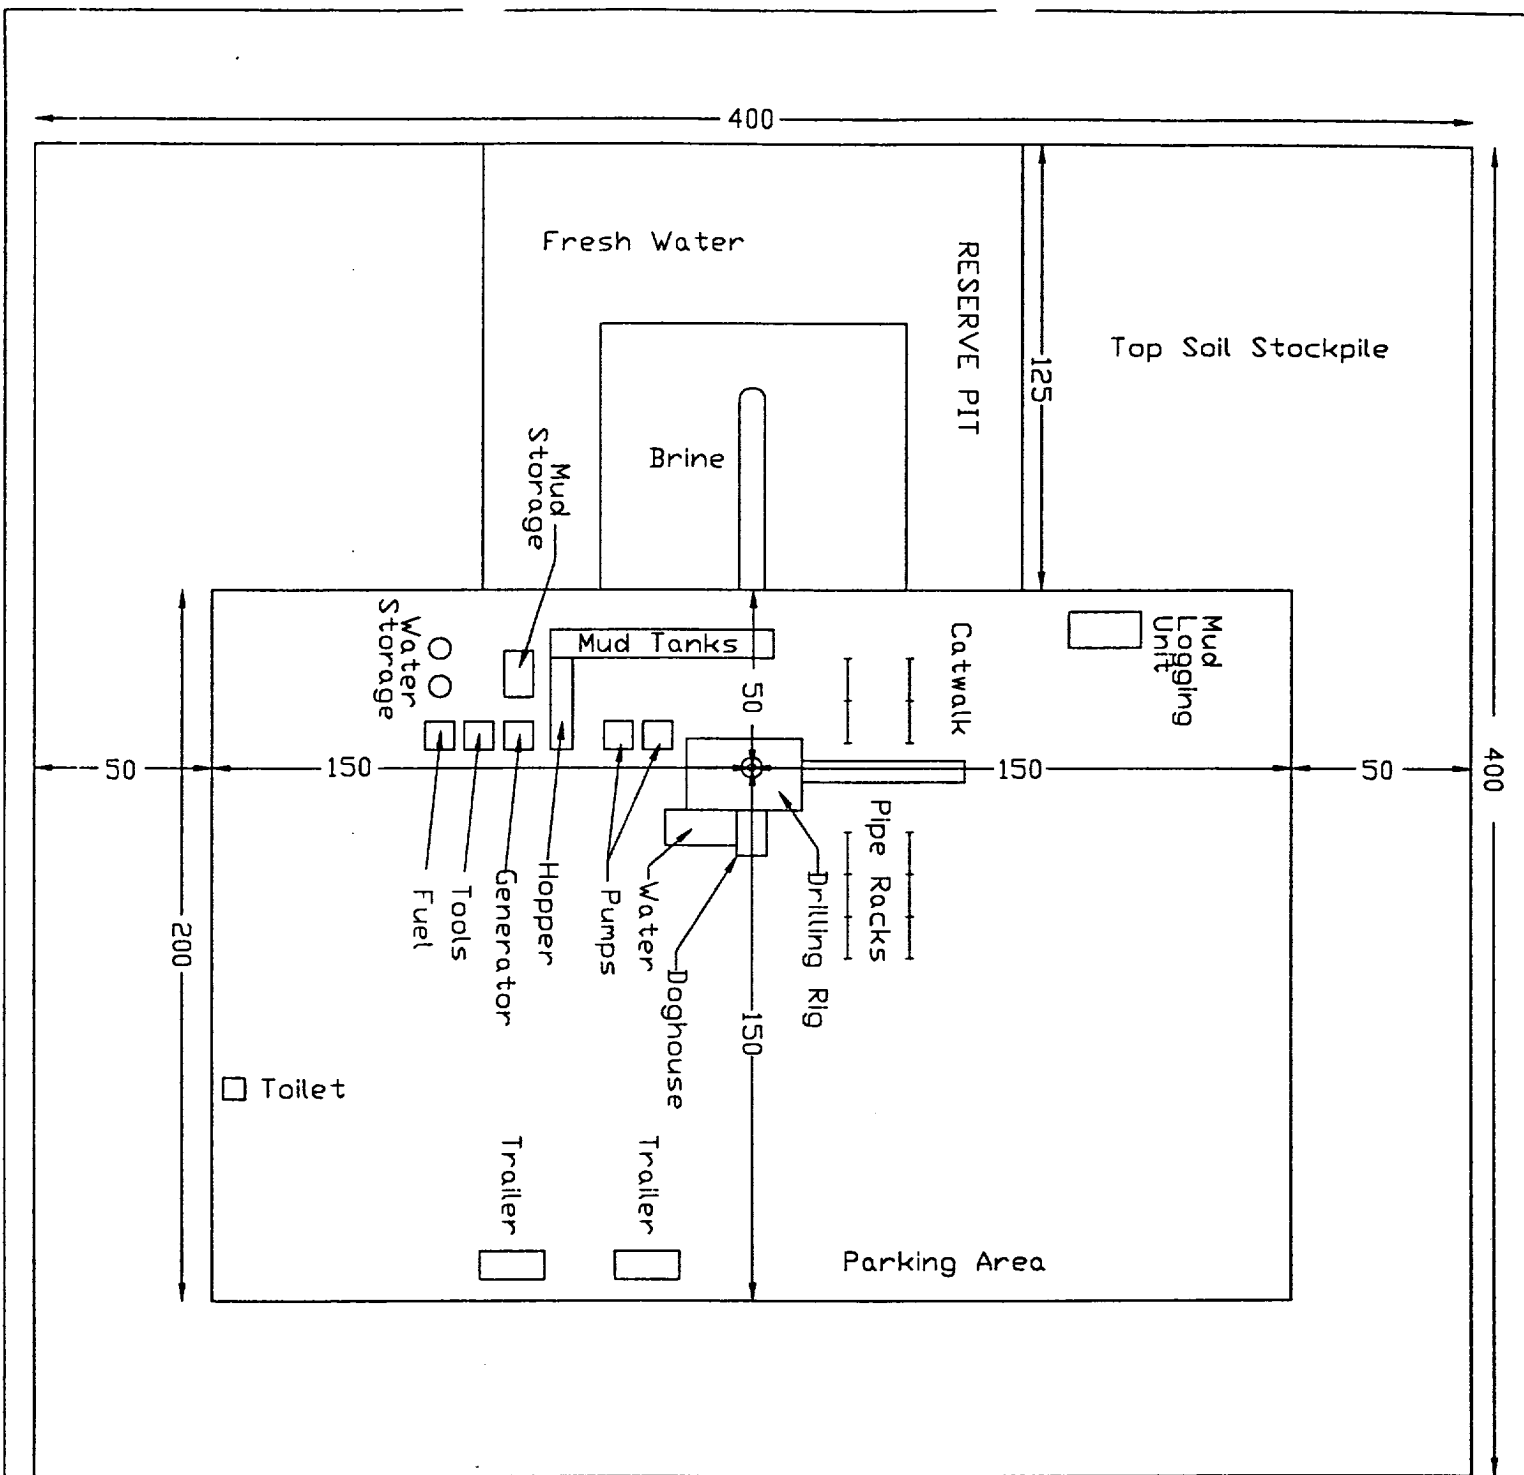 400
Fresh Water
RESERVE PIT
Top Soil Stockpile
125
Brine
Mud
Storage
Mud Tanks
Water
Storage
Catwalk
Mud
Logging
Unit
50
50
150
150
50
400
Pipe Racks
Drilling Rig
Doghouse
Water
Pumps
Hopper
Generator
Tools
Fuel
200
150
Toilet
Trailer
Trailer
Parking Area